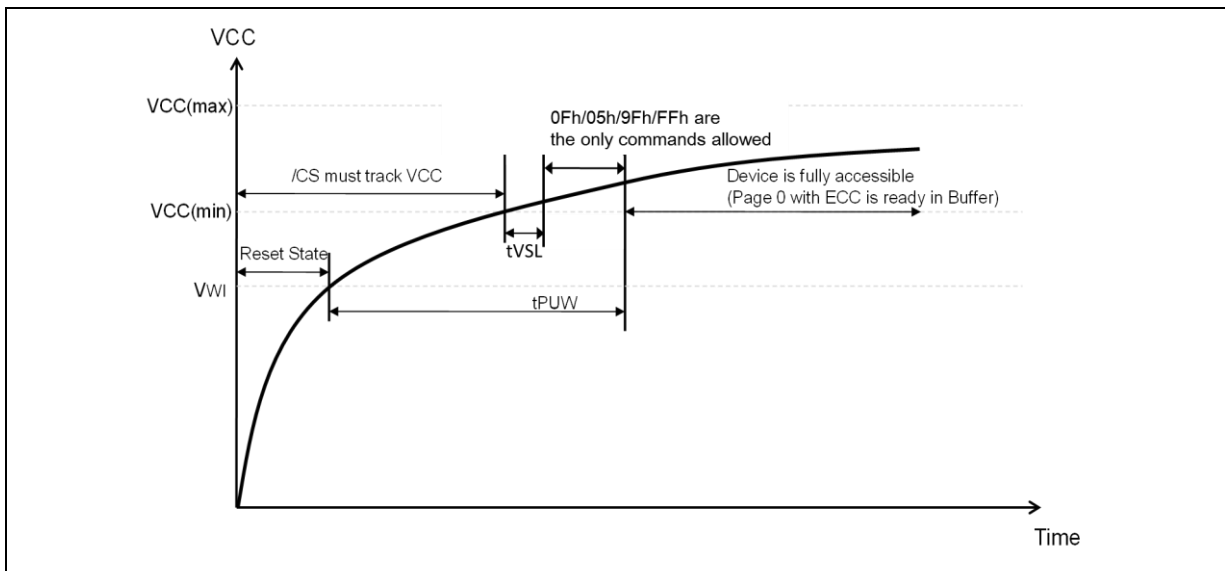 VCC
VCC(max)
0Fh/05h/9Fh/FFh are
the only commands allowed
/CS must track VCC
Device is fully accessible
(Page 0 with ECC is ready in Buffer)
VCC(min)
tVSL
Reset State
VWI
tPUW
Time